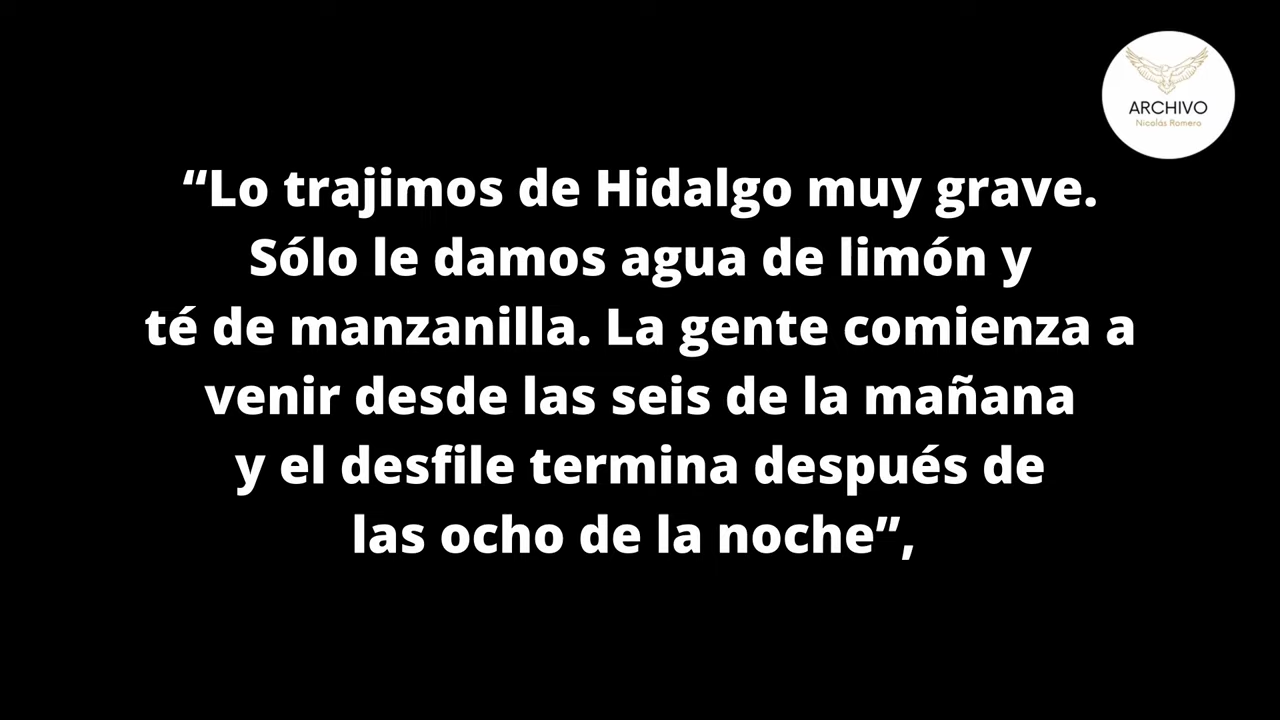 ARCHIVO
Nicolás Romero
“Lo trajimos de Hidalgo muy grave.
Sólo le damos agua de limón y
té de manzanilla. La gente comienza a
venir desde las seis de la mañana
y el desfile termina después de
las ocho de la noche”,